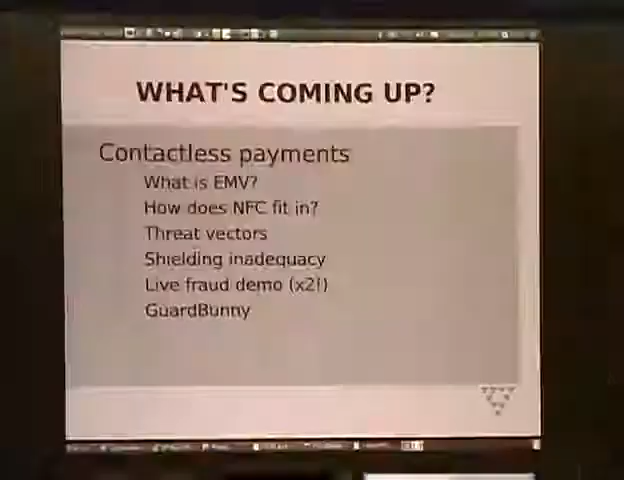 WHAT'S COMING UP?
Contactless payments
What is EMV?
How does NFC fit in?
Threat vectors
Shielding inadequacy
Live fraud demo (x2!)
GuardBunny